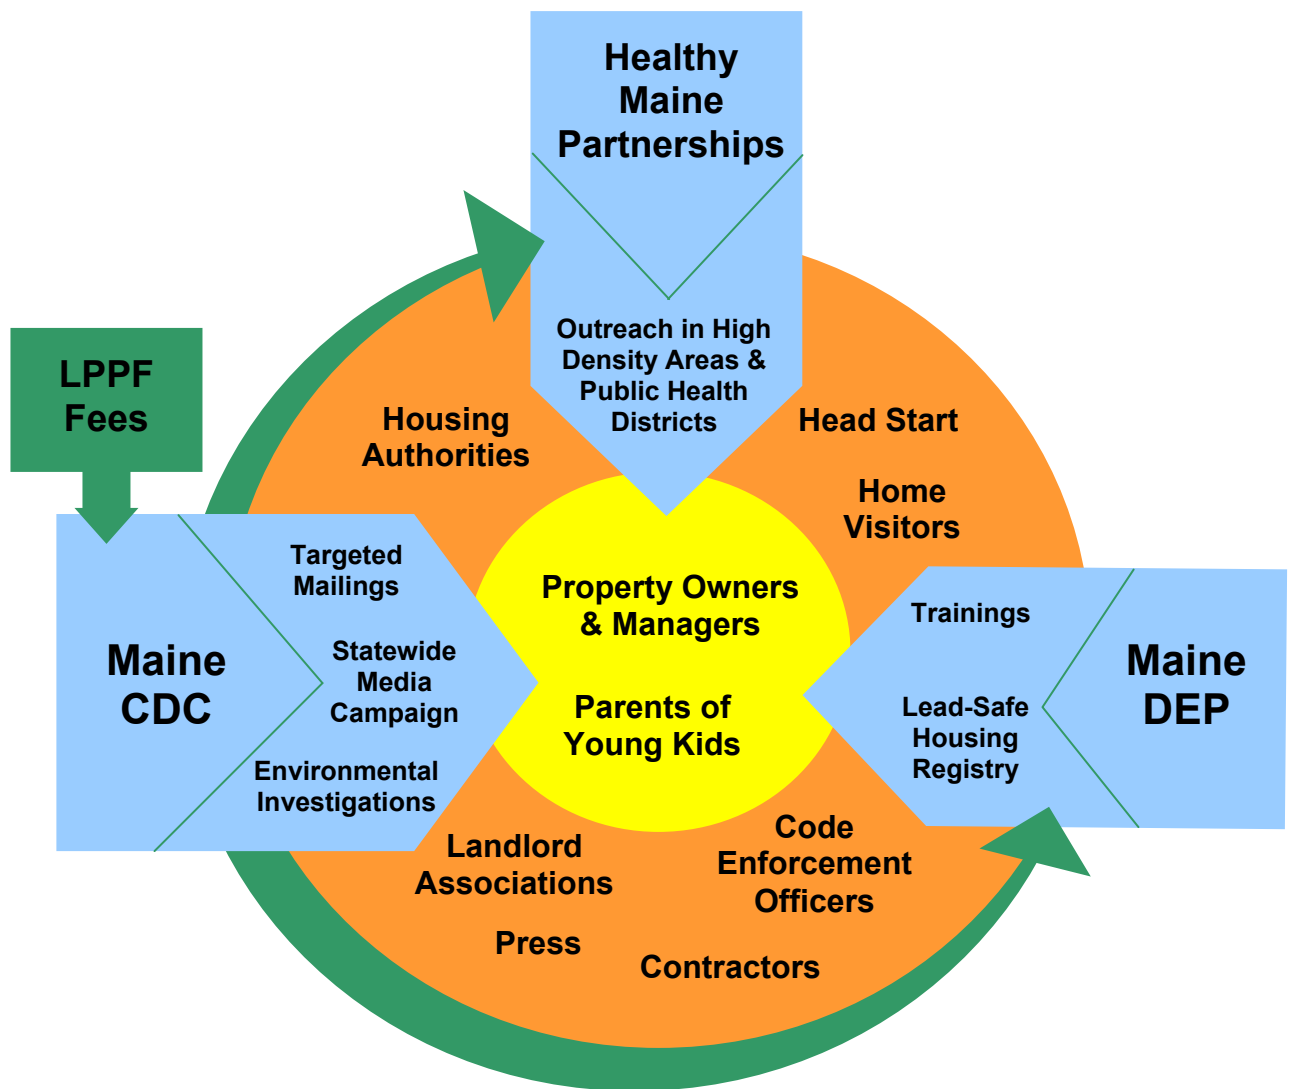 Healthy
Maine
Partnerships
Outreach in High
Density Areas &
Public Health
Districts
LPPF
Fees
Housing
Authorities
Head Start
Home
Visitors
Maine
CDC
Targeted
Mailings
Statewide
Media
Campaign
Environmental
Investigations
Property Owners
& Managers
Parents of
Young Kids
Trainings
Lead-Safe
Housing
Registry
Maine
DEP
Landlord
Associations
Code
Enforcement
Officers
Press
Contractors